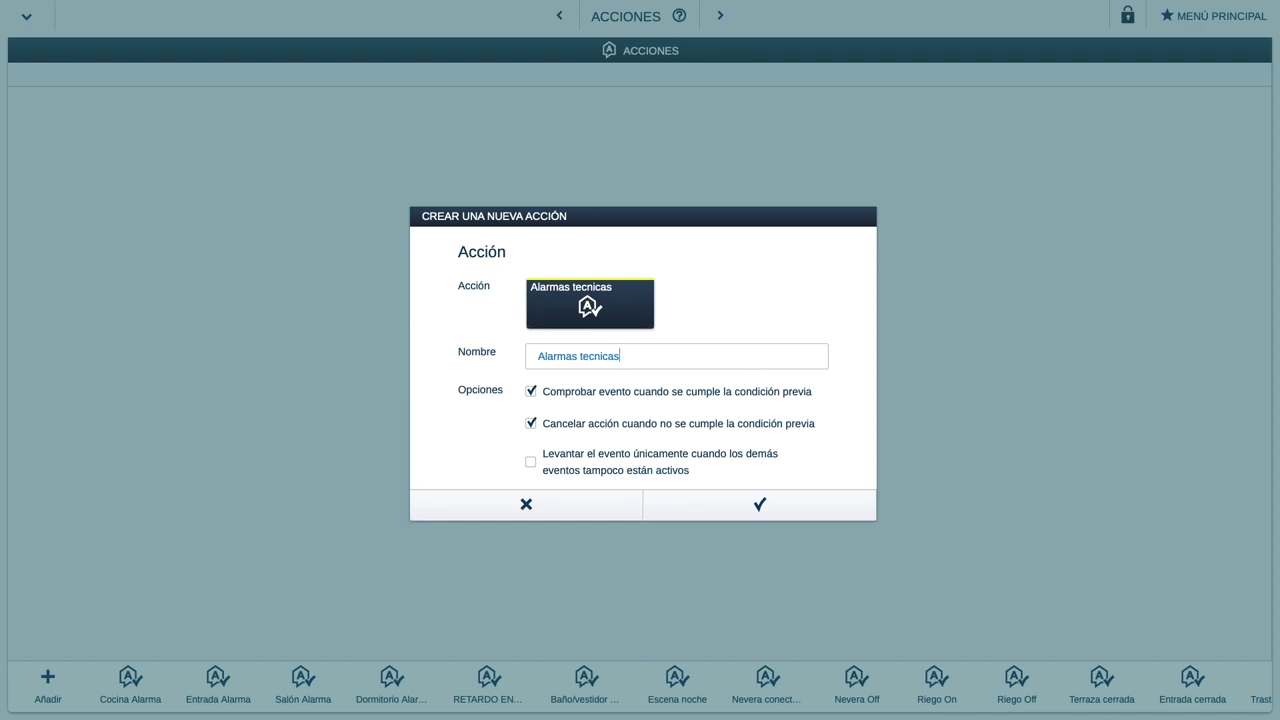 ACCIONES
MENÚ PRINCIPAL
ACCIONES
CREAR UNA NUEVA ACCIÓN
Acción
Acción
Alarmas tecnicas
Nombre
Alarmas tecnicas
Opciones
Comprobar evento cuando se cumple la condición previa
Cancelar acción cuando no se cumple la condición previa
Levantar el evento únicamente cuando los demás
eventos tampoco están activos
Añadir
Cocina Alarma
Entrada Alarma
Salón Alarma
Dormitorio Alar...
RETARDO EN...
Baño/vestidor ...
Escena noche
Nevera conect...
Nevera Off
Riego On
Riego Off
Terraza cerrada
Entrada cerrada
Trast